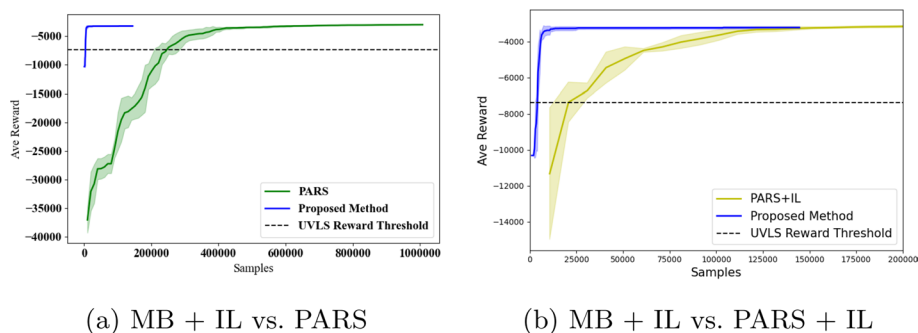 −5000
−10000
−15000
−20000
−25000
−30000
−35000
−40000
Ave Reward
0
200000
400000
600000
800000
1000000
Samples
PARS
Proposed Method
UVLS Reward Threshold
(a) MB + IL vs. PARS
−4000
−6000
−8000
−10000
−12000
−14000
Ave Reward
0
25000
50000
75000
100000
125000
150000
175000
200000
Samples
PARS+IL
Proposed Method
UVLS Reward Threshold
(b) MB + IL vs. PARS + IL